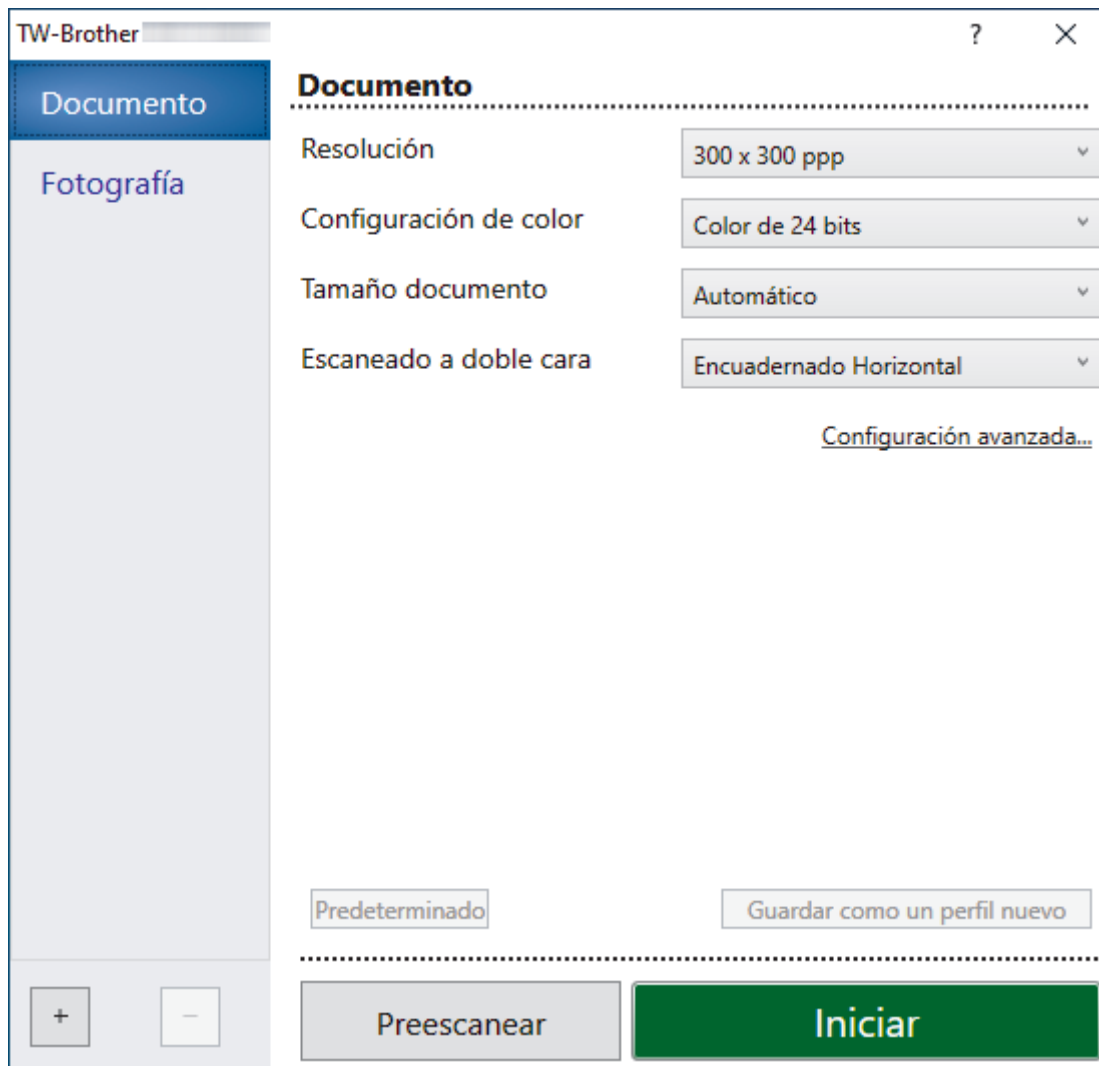 TW-Brother
?
Documento
Fotografía
Documento
Resolución
300 x 300 ppp
Configuración de color
Color de 24 bits
Tamaño documento
Automático
Escaneado a doble cara
Encuadernado Horizontal
Configuración avanzada...
Predeterminado
Guardar como un perfil nuevo
+
−
Preescanear
Iniciar